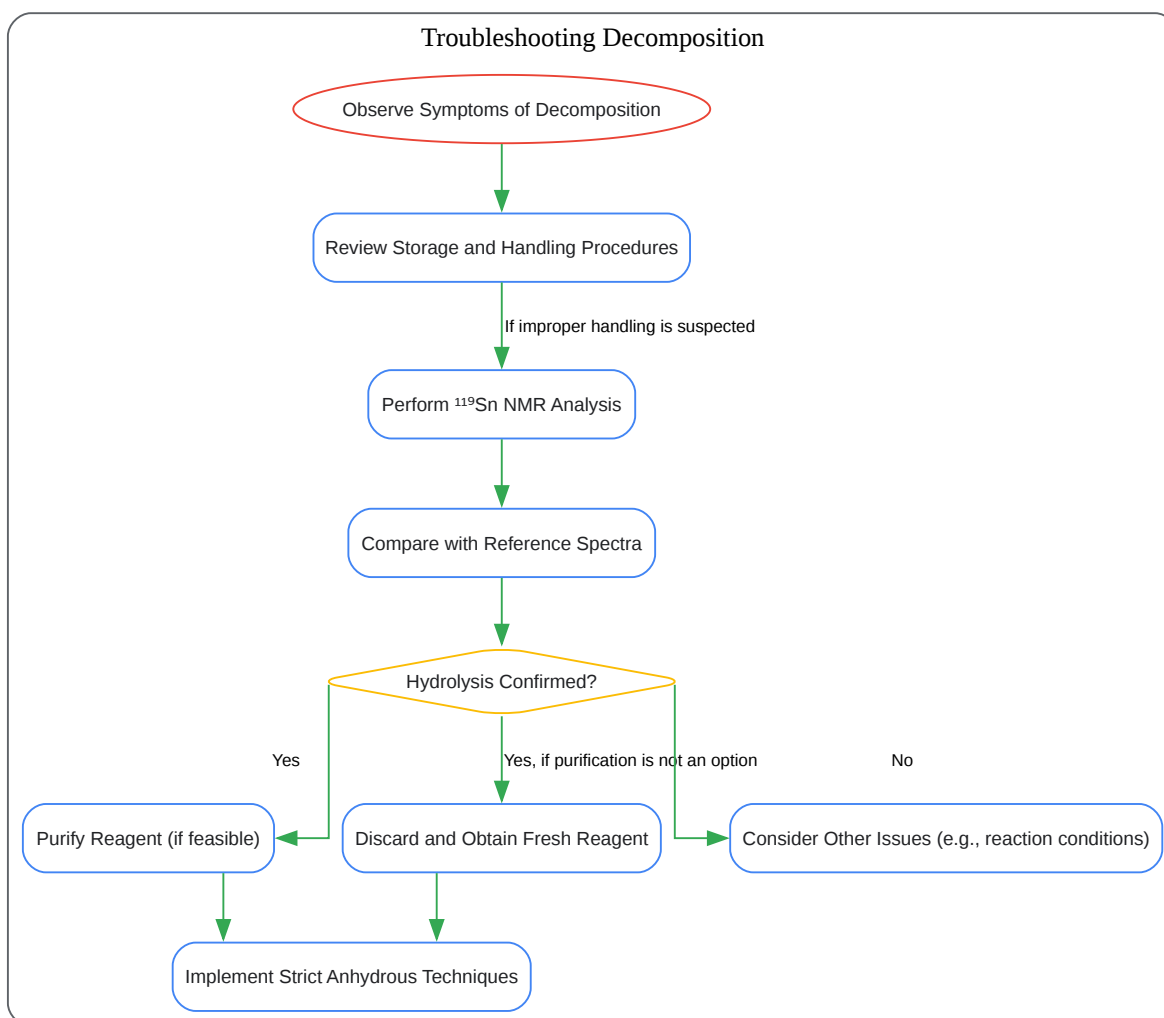 Troubleshooting Decomposition
Observe Symptoms of Decomposition
Review Storage and Handling Procedures
If improper handling is suspected
Perform ¹¹⁹Sn NMR Analysis
Compare with Reference Spectra
Hydrolysis Confirmed?
Yes
Yes, if purification is not an option
No
Purify Reagent (if feasible)
Discard and Obtain Fresh Reagent
Consider Other Issues (e.g., reaction conditions)
Implement Strict Anhydrous Techniques